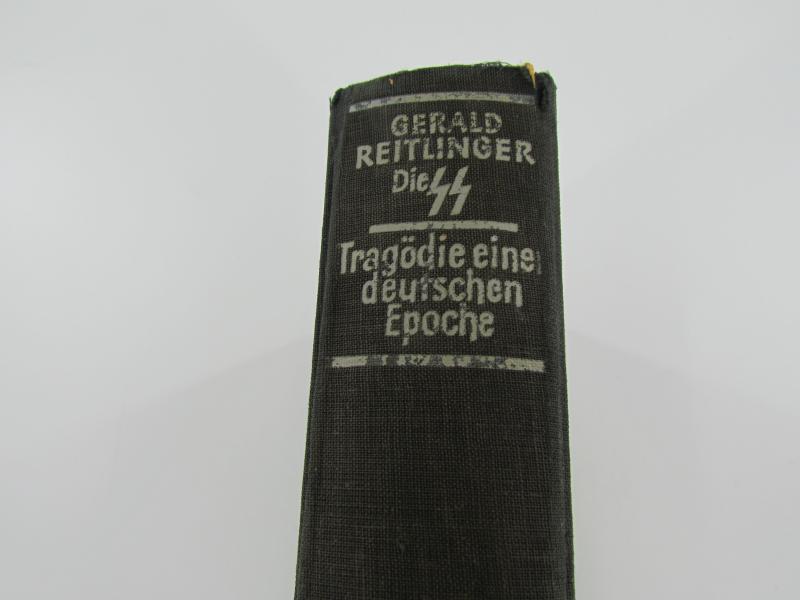 GERALD
REITLINGER
Die SS
Tragödie einer
deutschen
Epoche